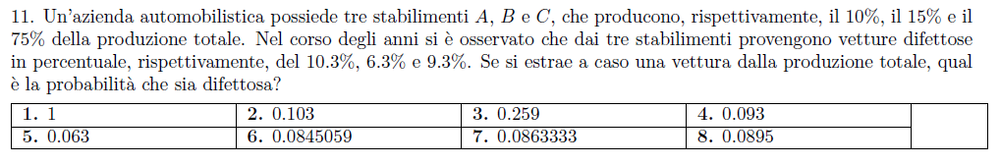 11. Un'azienda automobilistica possiede tre stabilimenti A, B e C, che producono, rispettivamente, il 10%, il 15% e il
75% della produzione totale. Nel corso degli anni si è osservato che dai tre stabilimenti provengono vetture difettose
in percentuale, rispettivamente, del 10.3%, 6.3% e 9.3%. Se si estrae a caso una vettura dalla produzione totale, qual
è la probabilità che sia difettosa?
1. 1 2. 0.103 3. 0.259 4. 0.093
5. 0.063 6. 0.0845059 7. 0.0863333 8. 0.0895